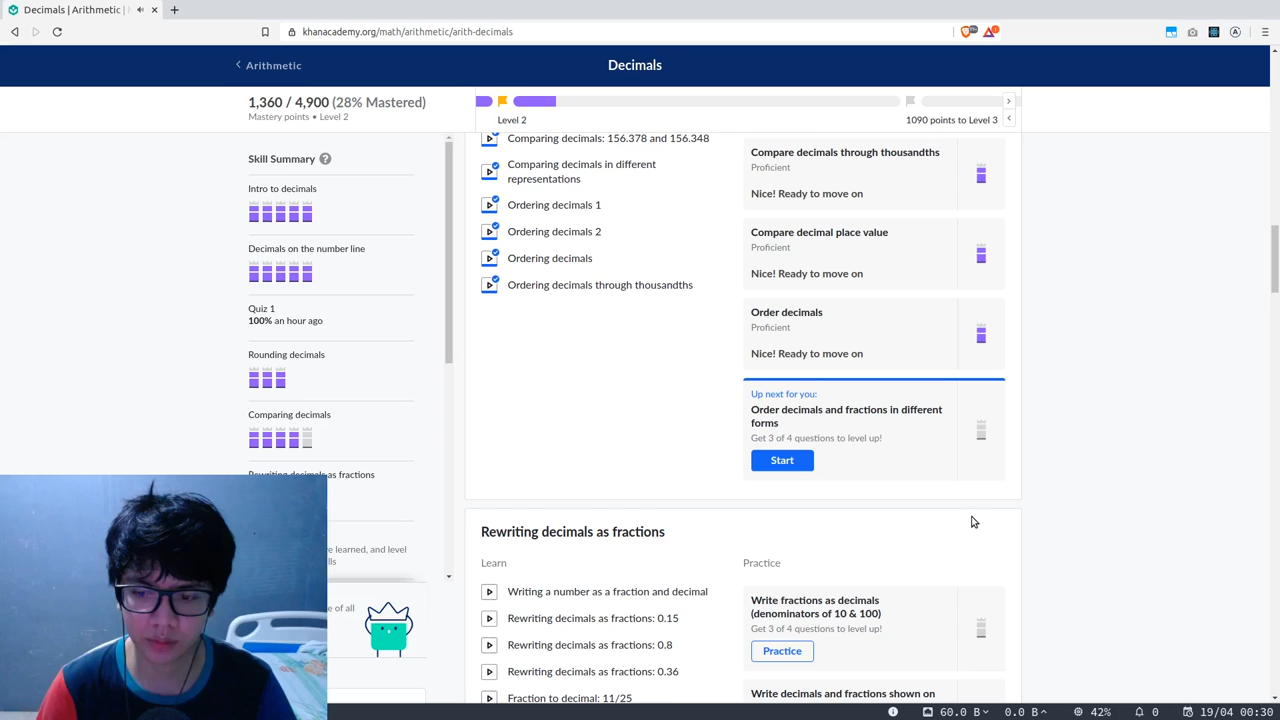 Decimals | Arithmetic |
khanacademy.org/math/arithmetic/arith-decimals
Arithmetic
Decimals
1,360 / 4,900 (28% Mastered)
Mastery points • Level 2
Level 2
1090 points to Level 3
Skill Summary ?
Intro to decimals
Decimals on the number line
Quiz 1
100% an hour ago
Rounding decimals
Comparing decimals
Rewriting decimals as fractions
e learned, and level
lls
e of all
Comparing decimals: 156.378 and 156.348
Comparing decimals in different
representations
Ordering decimals 1
Ordering decimals 2
Ordering decimals
Ordering decimals through thousandths
Compare decimals through thousandths
Proficient
Nice! Ready to move on
Compare decimal place value
Proficient
Nice! Ready to move on
Order decimals
Proficient
Nice! Ready to move on
Up next for you:
Order decimals and fractions in different
forms
Get 3 of 4 questions to level up!
Start
Rewriting decimals as fractions
Learn
Writing a number as a fraction and decimal
Rewriting decimals as fractions: 0.15
Rewriting decimals as fractions: 0.8
Rewriting decimals as fractions: 0.36
Fraction to decimal: 11/25
Practice
Write fractions as decimals
(denominators of 10 & 100)
Get 3 of 4 questions to level up!
Practice
Write decimals and fractions shown on
60.0 B 0.0 B 42% 0 19/04 00:30